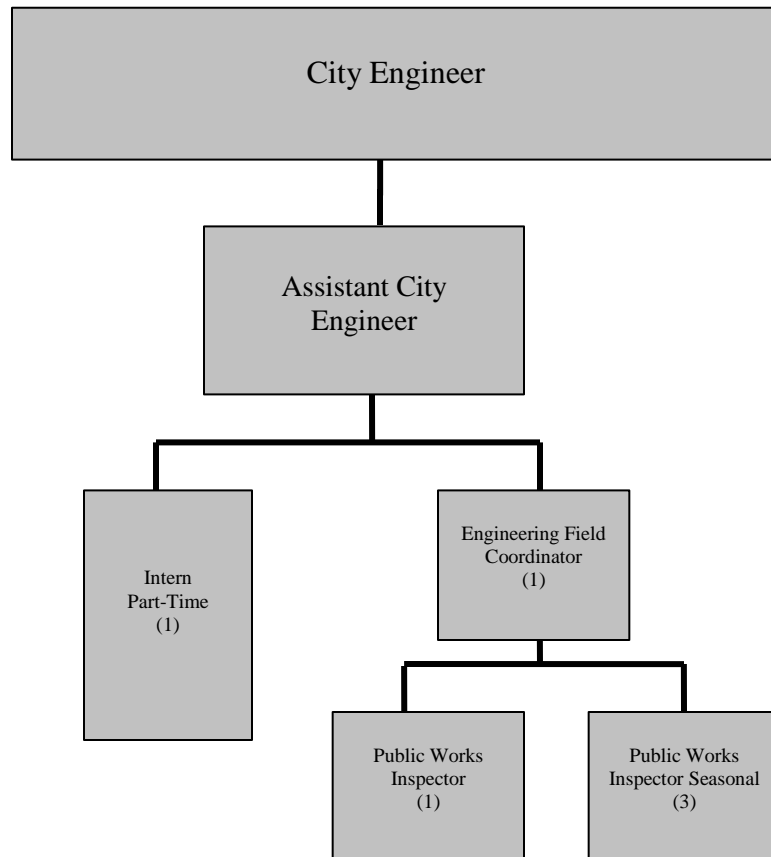 City Engineer
Assistant City
Engineer
Intern
Part-Time
(1)
Engineering Field
Coordinator
(1)
Public Works
Inspector
(1)
Public Works
Inspector Seasonal
(3)